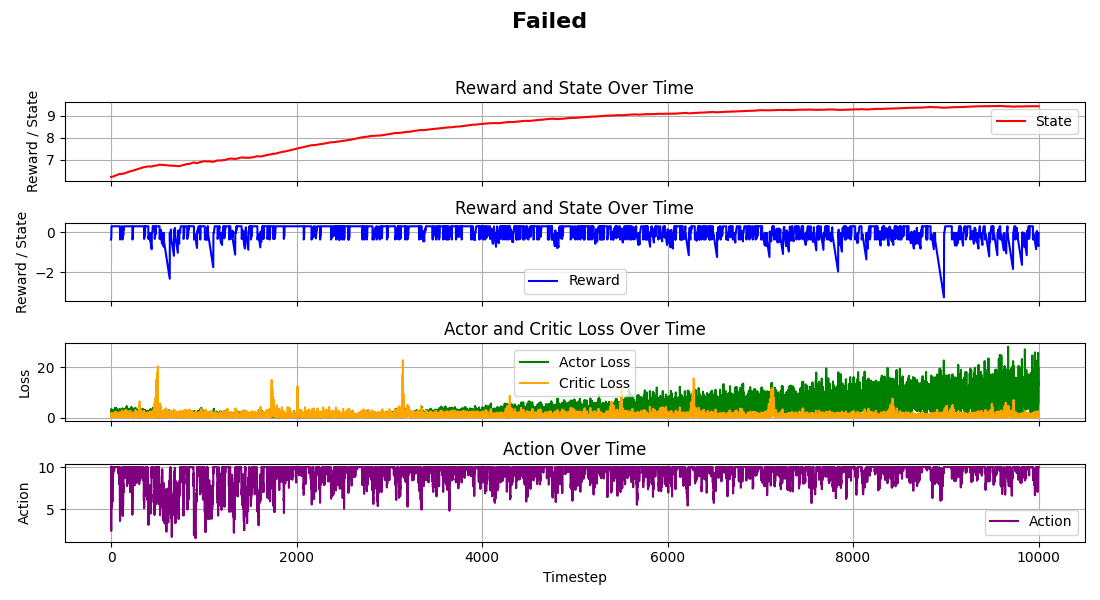 Failed
Reward and State Over Time
Reward / State
9
8
7
State
Reward and State Over Time
Reward / State
0
−2
Reward
Actor and Critic Loss Over Time
Loss
20
0
Actor Loss
Critic Loss
Action Over Time
Action
10
5
Action
0 2000 4000 6000 8000 10000
Timestep